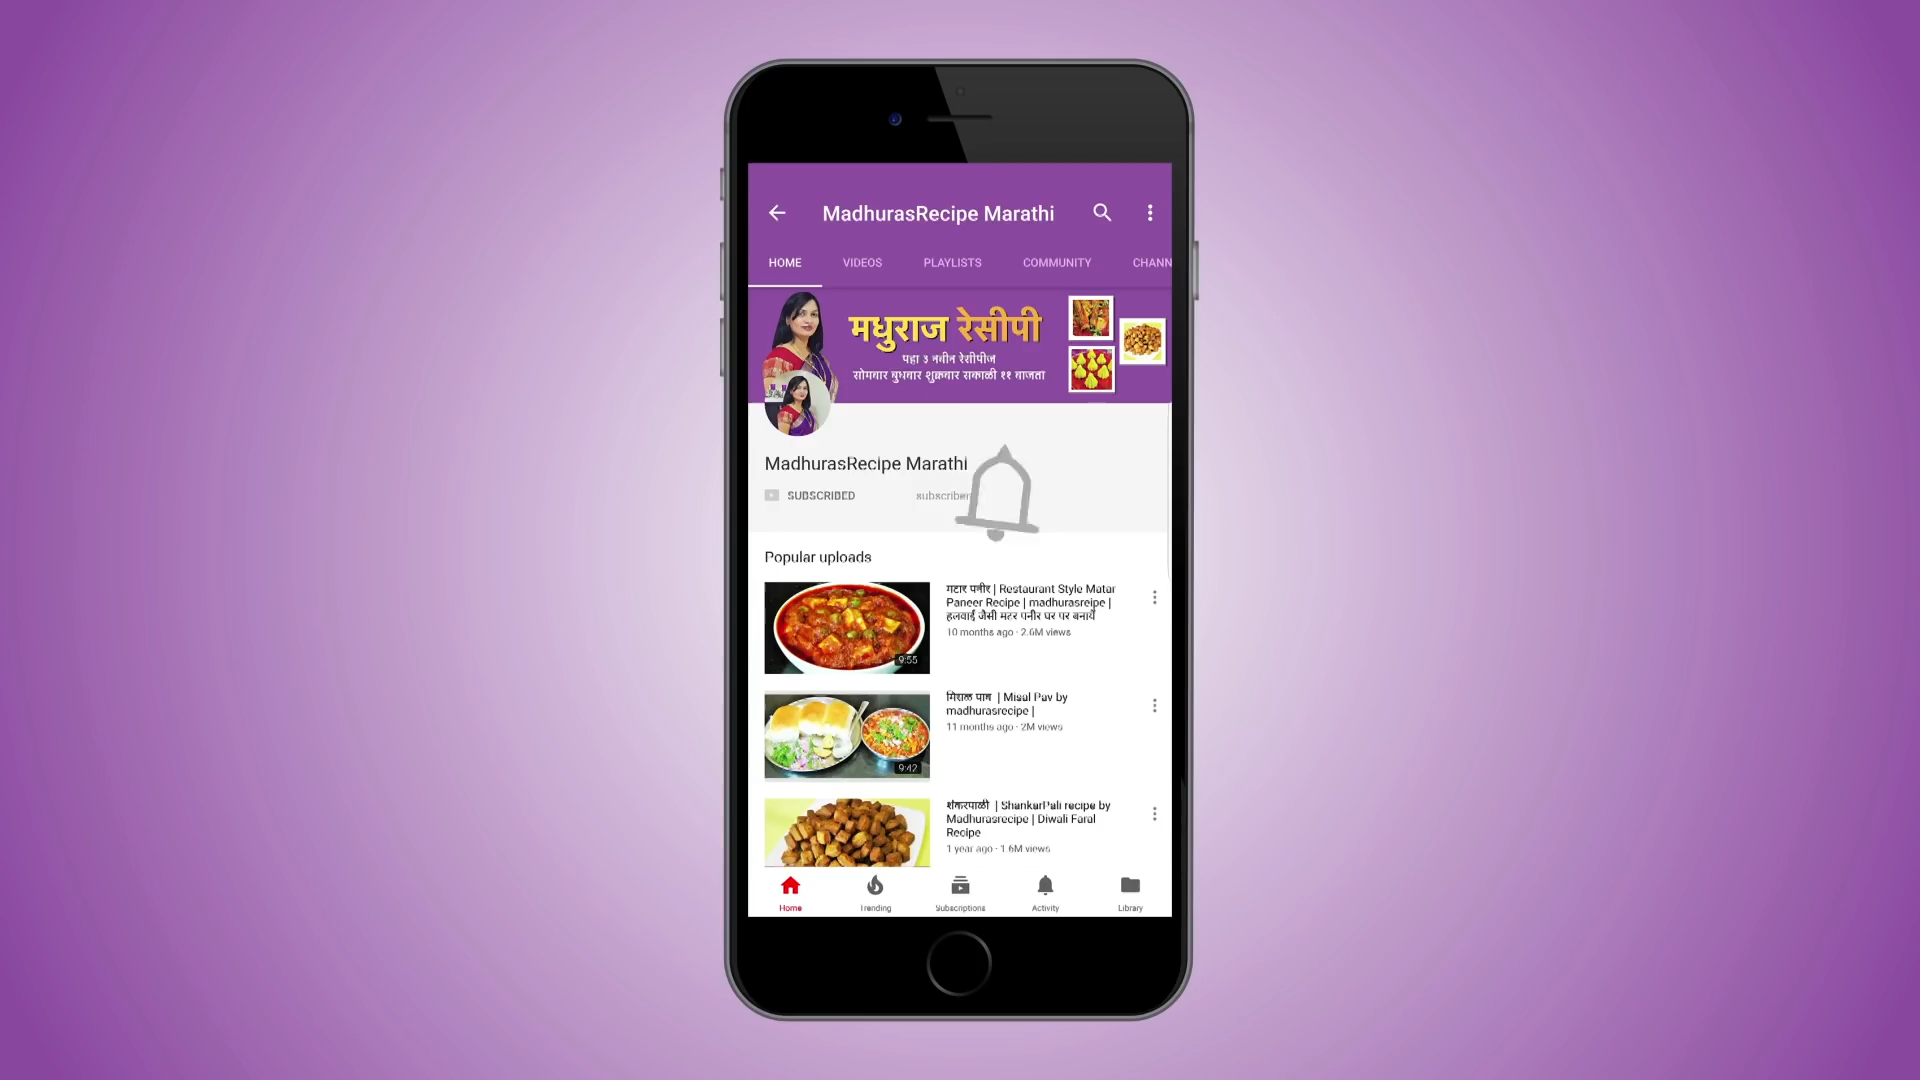 MadhurasRecipe Marathi
HOME VIDEOS PLAYLISTS COMMUNITY CHANN
मधुराज रेसीपी
पहा ३ नवीन रेसीपीज
सोमवार बुधवार शुक्रवार सकाळी ११ वाजता
MadhurasRecipe Marathi
SUBSCRIBED subscriber
Popular uploads
मटार पनीर | Restaurant Style Matar
Paneer Recipe | madhurasreipe |
हलवाई जैसी मटर पनीर घर पर बनायें
10 months ago · 2.6M views
9:55
मिसळ पाव | Misal Pav by
madhurasrecipe |
11 months ago · 2M views
9:42
शंकरपाळी | ShankarPali recipe by
Madhurasrecipe | Diwali Faral
Recipe
1 year ago · 1.6M views
Home Trending Subscriptions Activity Library